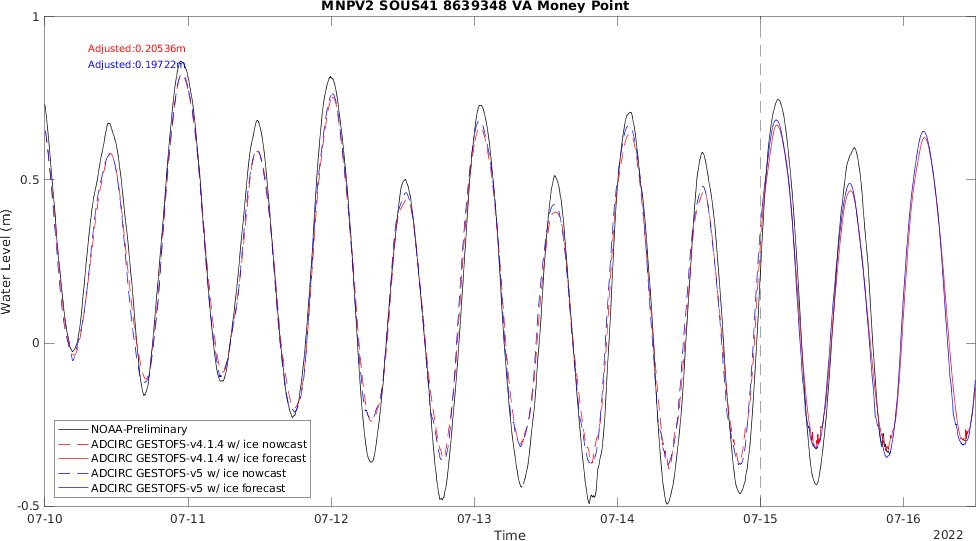 MNPV2 SOUS41 8639348 VA Money Point
1
Adjusted:0.20536m
Adjusted:0.19722m
0.5
Water Level (m)
0
NOAA-Preliminary
ADCIRC GESTOFS-v4.1.4 w/ ice nowcast
ADCIRC GESTOFS-v4.1.4 w/ ice forecast
ADCIRC GESTOFS-v5 w/ ice nowcast
ADCIRC GESTOFS-v5 w/ ice forecast
-0.5
07-10 07-11 07-12 07-13 07-14 07-15 07-16
Time
2022